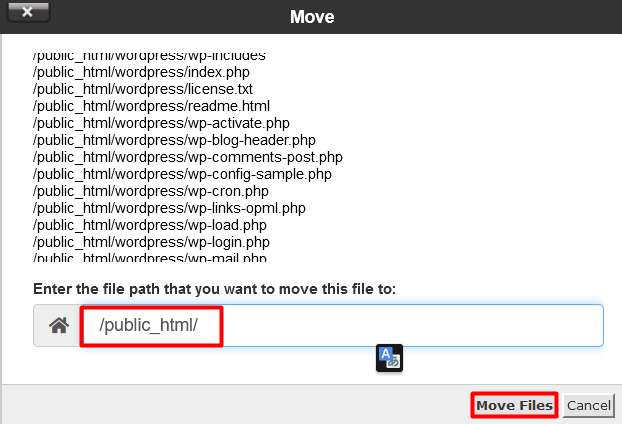 Move
/public_html/wordpress/wp-includes
/public_html/wordpress/index.php
/public_html/wordpress/license.txt
/public_html/wordpress/readme.html
/public_html/wordpress/wp-activate.php
/public_html/wordpress/wp-blog-header.php
/public_html/wordpress/wp-comments-post.php
/public_html/wordpress/wp-config-sample.php
/public_html/wordpress/wp-cron.php
/public_html/wordpress/wp-links-opml.php
/public_html/wordpress/wp-load.php
/public_html/wordpress/wp-login.php
/public_html/wordpress/wp-mail.php
Enter the file path that you want to move this file to:
/public_html/
A
Move Files Cancel